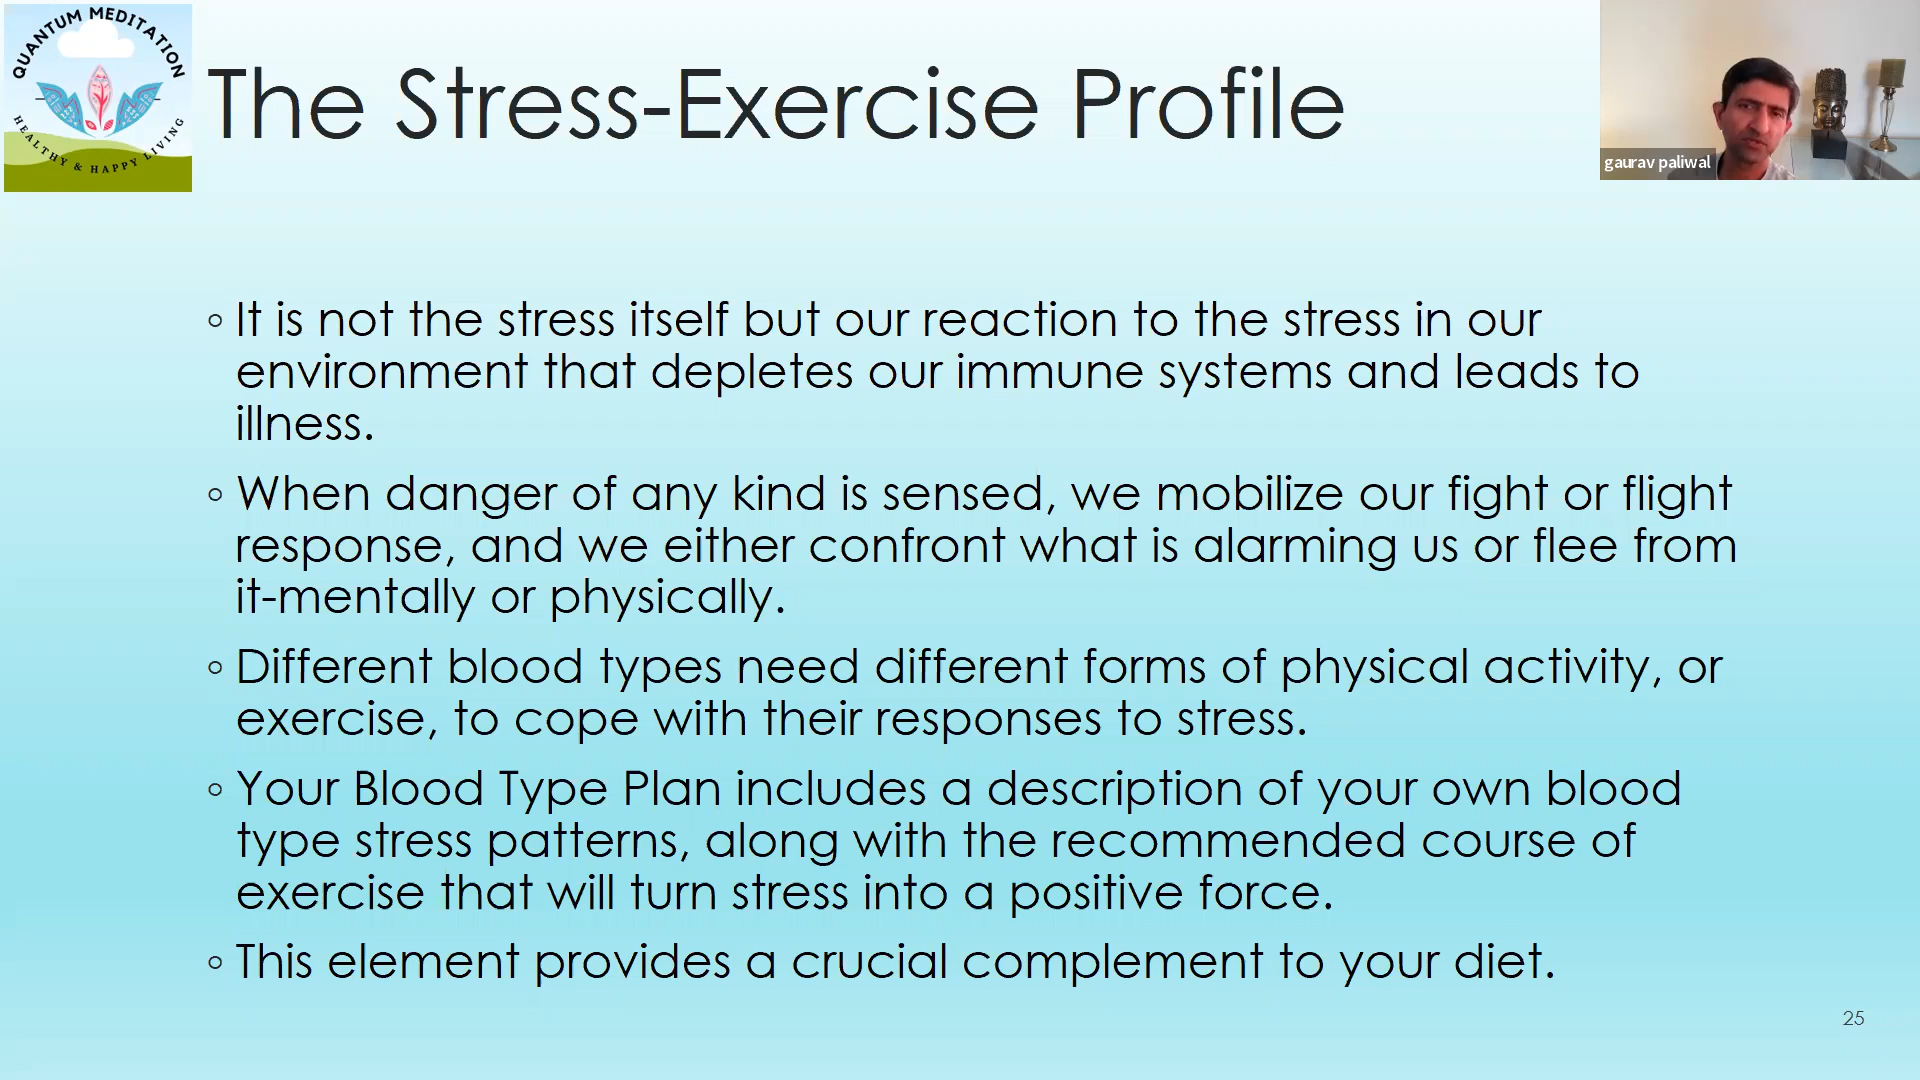 QUANTUM MEDITATION
HEALTHY & HAPPY LIVING
The Stress-Exercise Profile
gaurav paliwal
◦ It is not the stress itself but our reaction to the stress in our
environment that depletes our immune systems and leads to
illness.
◦ When danger of any kind is sensed, we mobilize our fight or flight
response, and we either confront what is alarming us or flee from
it-mentally or physically.
◦ Different blood types need different forms of physical activity, or
exercise, to cope with their responses to stress.
◦ Your Blood Type Plan includes a description of your own blood
type stress patterns, along with the recommended course of
exercise that will turn stress into a positive force.
◦ This element provides a crucial complement to your diet.
25